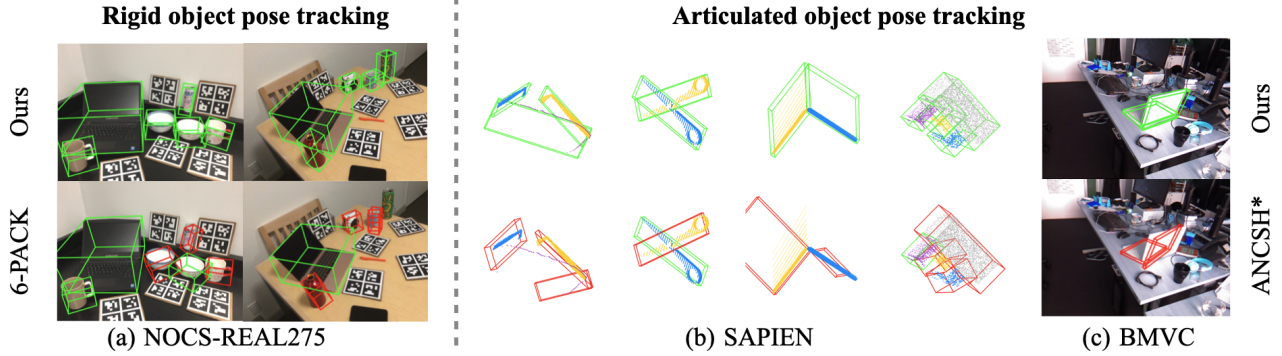 Rigid object pose tracking
Articulated object pose tracking
Ours
Ours
6-PACK
ANCSH*
(a) NOCS-REAL275
(b) SAPIEN
(c) BMVC